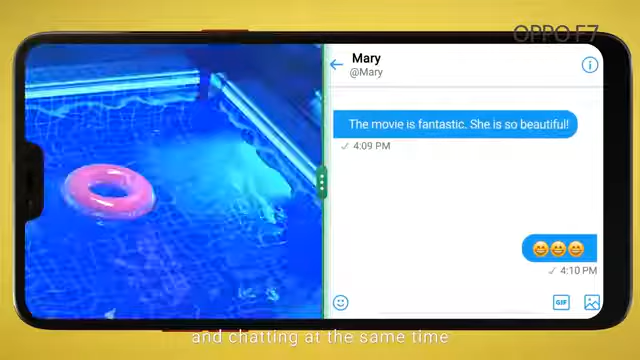 OPPO F7
Mary
@Mary
The movie is fantastic. She is so beautiful!
4:09 PM
4:10 PM
GIF
and chatting at the same time